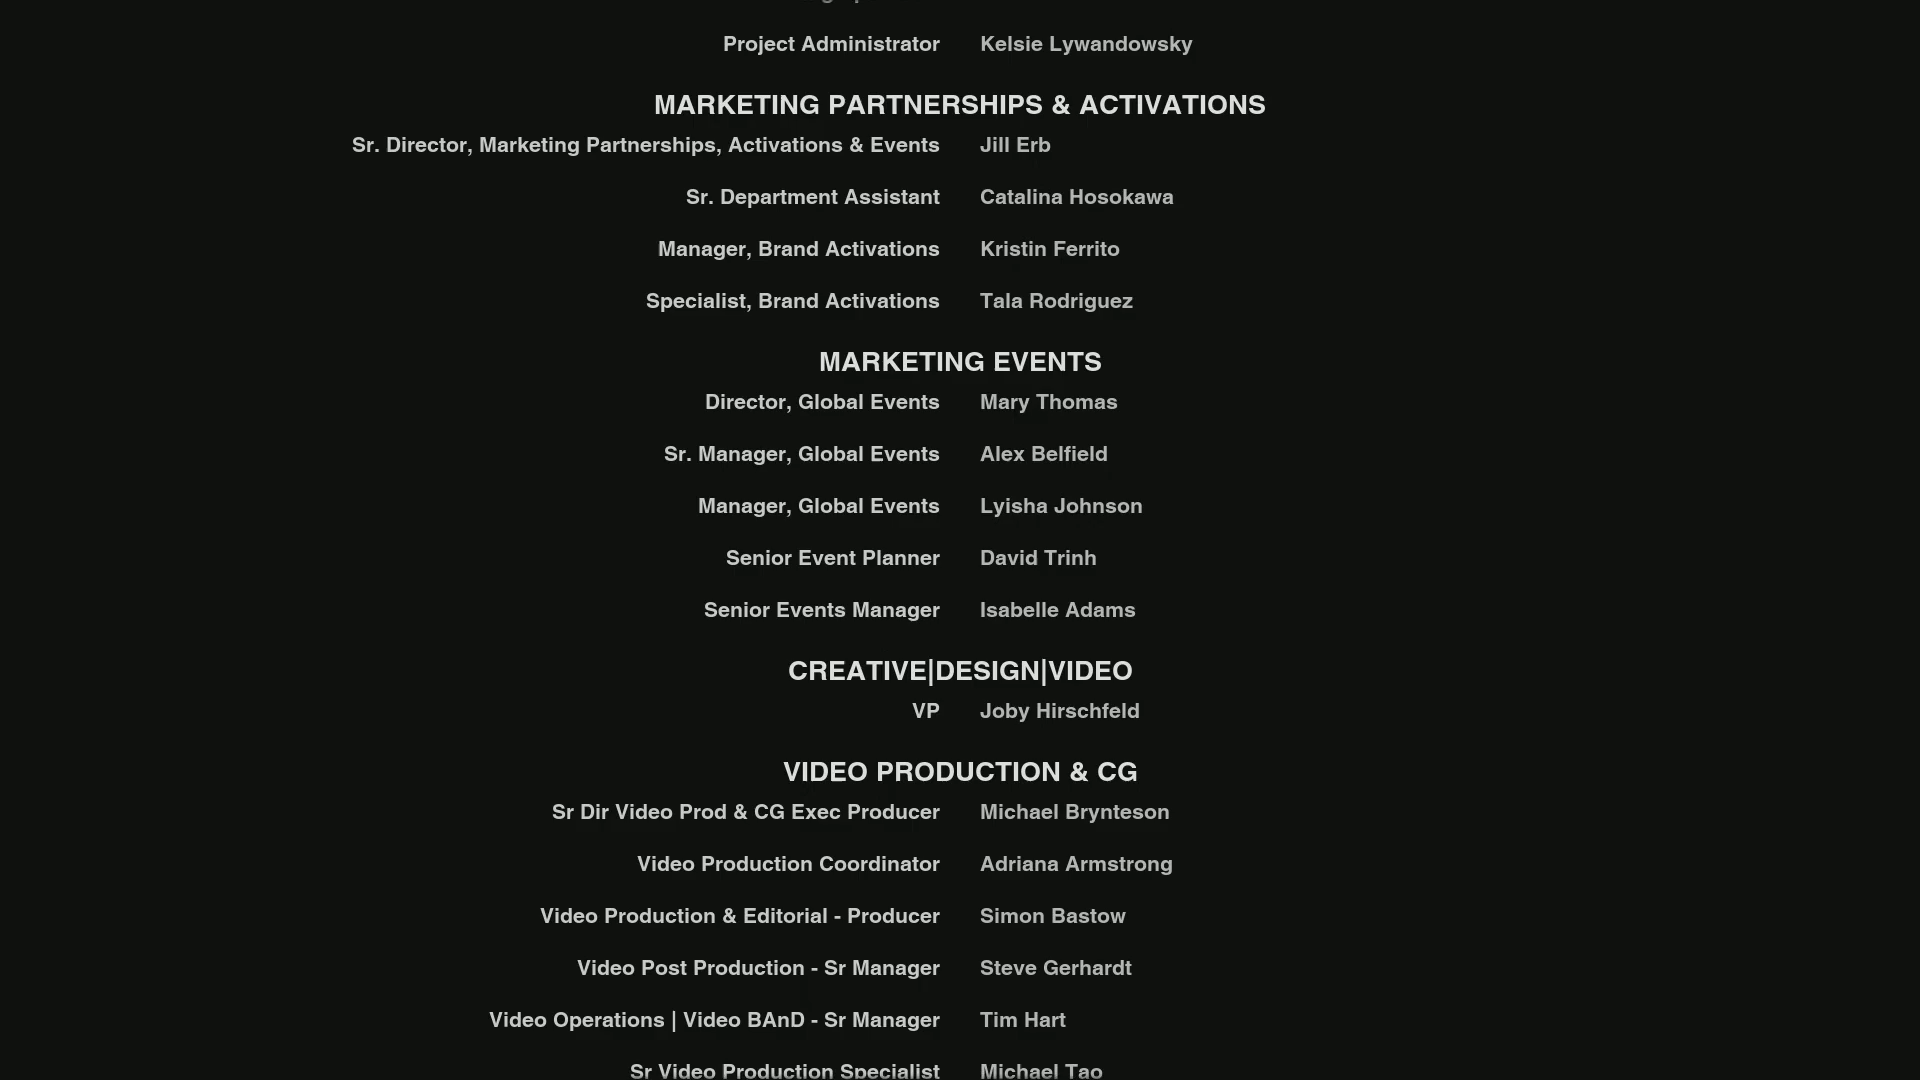 Project Administrator Kelsie Lywandowsky
MARKETING PARTNERSHIPS & ACTIVATIONS
Sr. Director, Marketing Partnerships, Activations & Events Jill Erb
Sr. Department Assistant Catalina Hosokawa
Manager, Brand Activations Kristin Ferrito
Specialist, Brand Activations Tala Rodriguez
MARKETING EVENTS
Director, Global Events Mary Thomas
Sr. Manager, Global Events Alex Belfield
Manager, Global Events Lyisha Johnson
Senior Event Planner David Trinh
Senior Events Manager Isabelle Adams
CREATIVE|DESIGN|VIDEO
VP Joby Hirschfeld
VIDEO PRODUCTION & CG
Sr Dir Video Prod & CG Exec Producer Michael Brynteson
Video Production Coordinator Adriana Armstrong
Video Production & Editorial - Producer Simon Bastow
Video Post Production - Sr Manager Steve Gerhardt
Video Operations | Video BAnD - Sr Manager Tim Hart
Sr Video Production Specialist Michael Tao